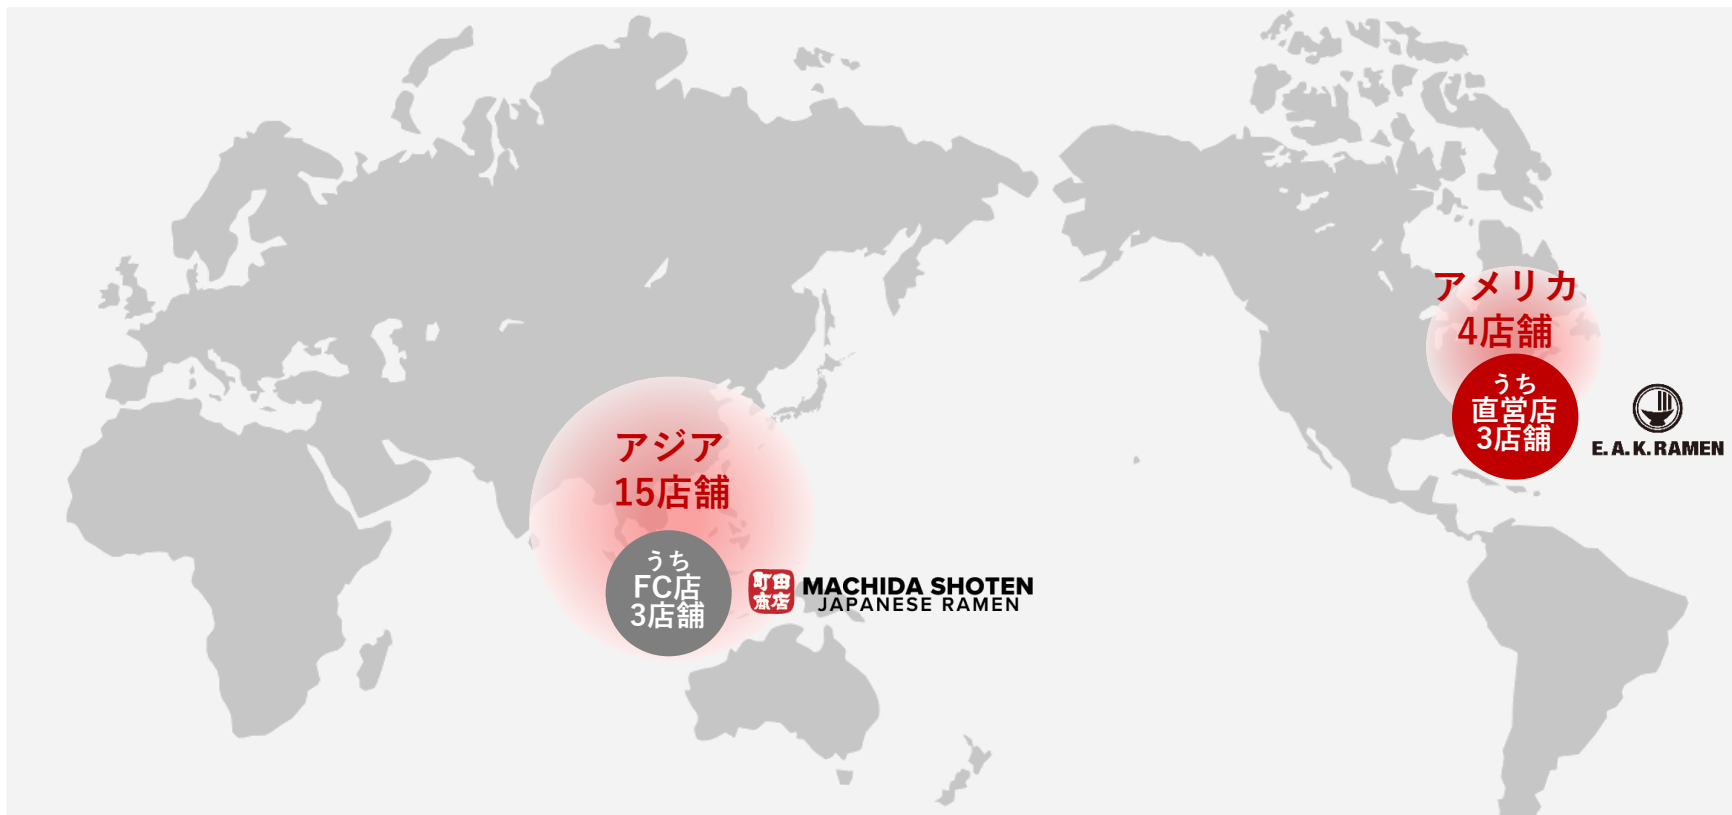 アメリカ
4店舗
うち
直営店
3店舗
E.A.K.RAMEN
アジア
15店舗
うち
FC店
3店舗
町田
商店
MACHIDA SHOTEN
JAPANESE RAMEN